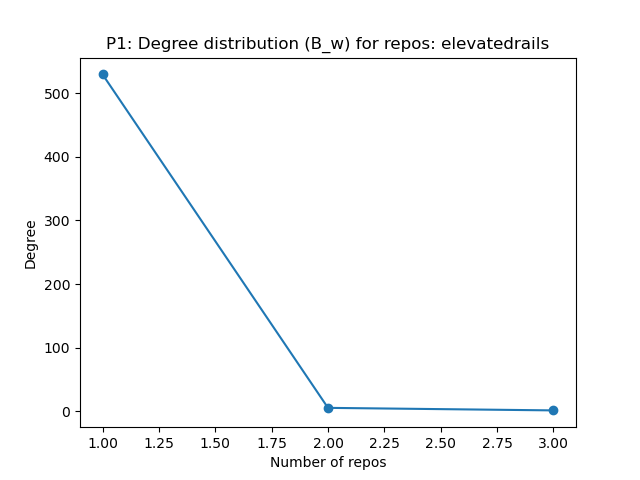 P1: Degree distribution (B_w) for repos: elevatedrails
500
400
300
200
100
0
Degree
1.00 1.25 1.50 1.75 2.00 2.25 2.50 2.75 3.00
Number of repos